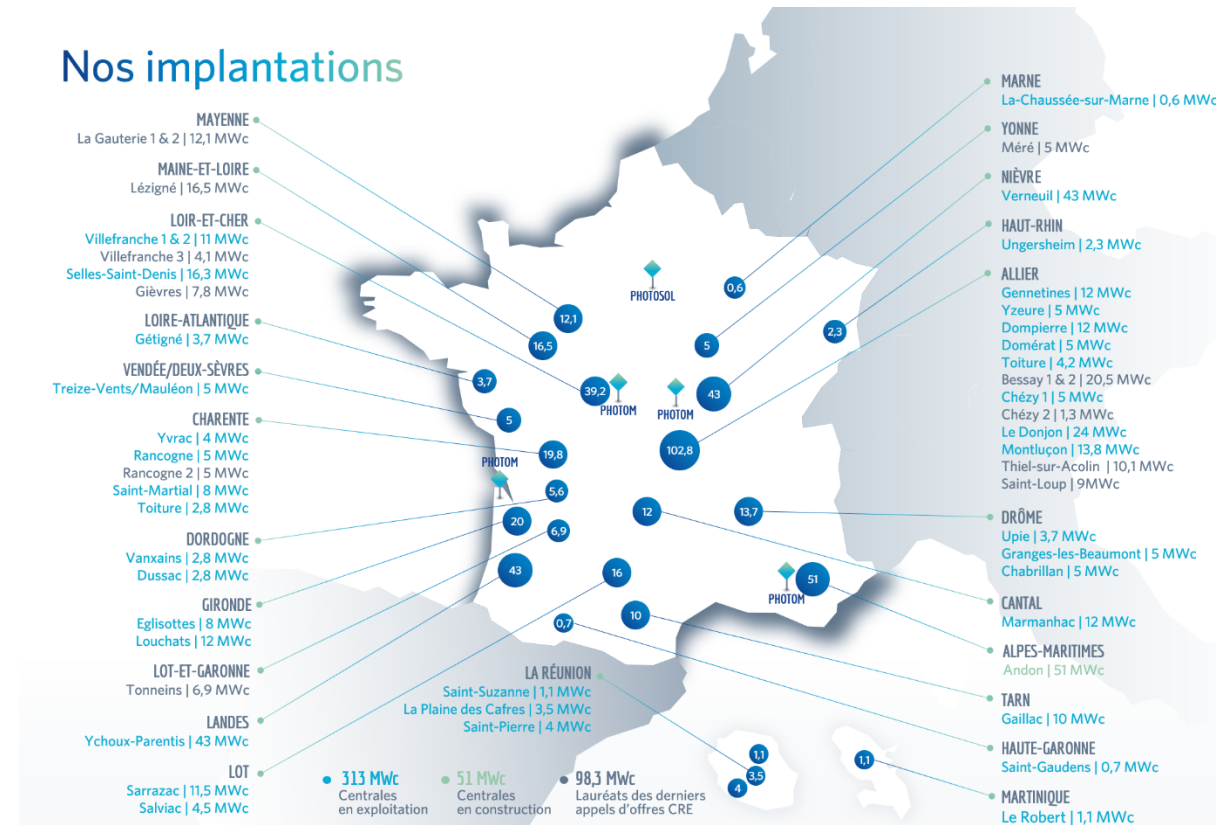 Nos implantations
MAYENNE
La Gauterie 1 & 2 | 12,1 MWc
MAINE-ET-LOIRE
Lézigné | 16,5 MWc
LOIR-ET-CHER
Villefranche 1 & 2 | 11 MWc
Villefranche 3 | 4,1 MWc
Selles-Saint-Denis | 16,3 MWc
Gièvres | 7,8 MWc
LOIRE-ATLANTIQUE
Gétigné | 3,7 MWc
VENDÉE/DEUX-SÈVRES
Treize-Vents/Mauléon | 5 MWc
CHARENTE
Yvrac | 4 MWc
Rancogne | 5 MWc
Rancogne 2 | 5 MWc
Saint-Martial | 8 MWc
Toiture | 2,8 MWc
DORDOGNE
Vanxains | 2,8 MWc
Dussac | 2,8 MWc
GIRONDE
Eglisottes | 8 MWc
Louchats | 12 MWc
LOT-ET-GARONNE
Tonneins | 6,9 MWc
LANDES
Ychoux-Parentis | 43 MWc
LOT
Sarrazac | 11,5 MWc
Salviac | 4,5 MWc
PHOTOSOL
0,6
12,1
2,3
16,5
5
3,7
39,2
PHOTOM
PHOTOM
43
5
19,8
102,8
PHOTOM
5,6
20
6,9
12
13,7
43
16
PHOTOM
51
0,7
10
LA RÉUNION
Saint-Suzanne | 1,1 MWc
La Plaine des Cafres | 3,5 MWc
Saint-Pierre | 4 MWc
1,1
3,5
4
1,1
313 MWc
Centrales
en exploitation
51 MWc
Centrales
en construction
98,3 MWc
Lauréats des derniers
appels d'offres CRE
MARNE
La-Chaussée-sur-Marne | 0,6 MWc
YONNE
Méré | 5 MWc
NIÈVRE
Verneuil | 43 MWc
HAUT-RHIN
Ungersheim | 2,3 MWc
ALLIER
Gennetines | 12 MWc
Yzeure | 5 MWc
Dompierre | 12 MWc
Domérat | 5 MWc
Toiture | 4,2 MWc
Bessay 1 & 2 | 20,5 MWc
Chézy 1 | 5 MWc
Chézy 2 | 1,3 MWc
Le Donjon | 24 MWc
Montluçon | 13,8 MWc
Thiel-sur-Acolin | 10,1 MWc
Saint-Loup | 9MWc
DRÔME
Upie | 3,7 MWc
Granges-les-Beaumont | 5 MWc
Chabrillan | 5 MWc
CANTAL
Marmanhac | 12 MWc
ALPES-MARITIMES
Andon | 51 MWc
TARN
Gaillac | 10 MWc
HAUTE-GARONNE
Saint-Gaudens | 0,7 MWc
MARTINIQUE
Le Robert | 1,1 MWc